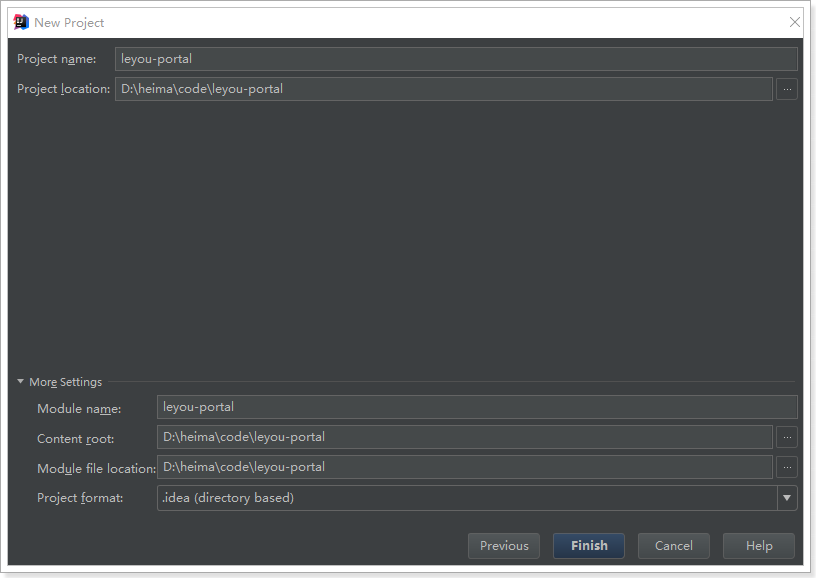 New Project
Project name: leyou-portal
Project location: D:\heima\code\leyou-portal ...
More Settings
Module name: leyou-portal
Content root: D:\heima\code\leyou-portal ...
Module file location: D:\heima\code\leyou-portal ...
Project format: .idea (directory based)
Previous Finish Cancel Help